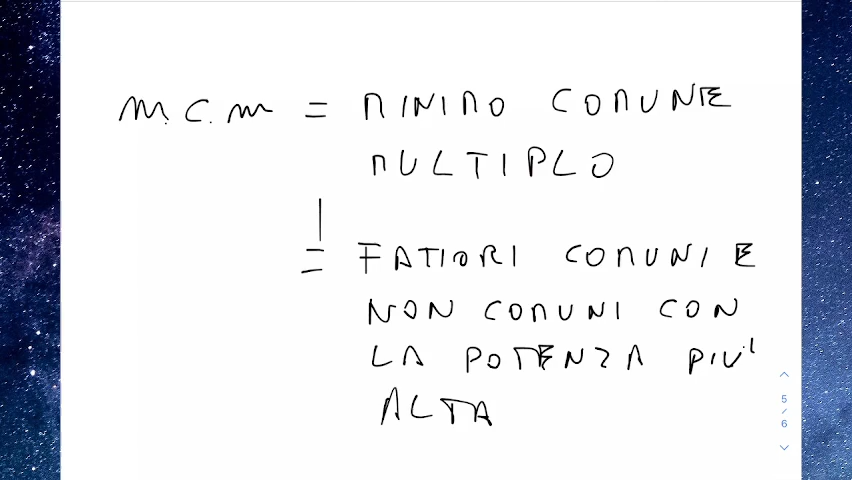 m.c.m = MINIMO COMUNE
MULTIPLO
= FATTORI COMUNI E
NON COMUNI CON
LA POTENZA PIU'
ALTA
5
/
6